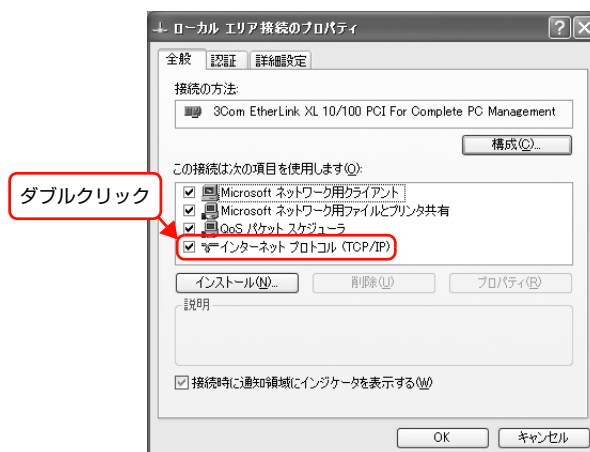 ローカル エリア接続のプロパティ
全般 認証 詳細設定
接続の方法:
3Com EtherLink XL 10/100 PCI For Complete PC Management
構成(C)...
この接続は次の項目を使用します(O):
ダブルクリック
Microsoft ネットワーク用クライアント
Microsoft ネットワーク用ファイルとプリンタ共有
QoS パケット スケジューラ
インターネット プロトコル (TCP/IP)
インストール(N)... 削除(U) プロパティ(R)
説明
接続時に通知領域にインジケータを表示する(W)
OK キャンセル